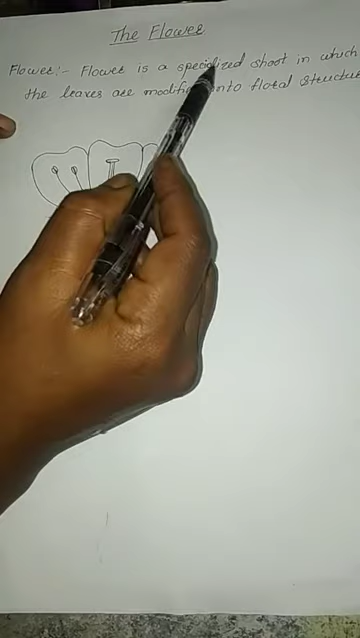 The Flower
Flower:- Flower is a specialized shoot in which
the leaves are into floral